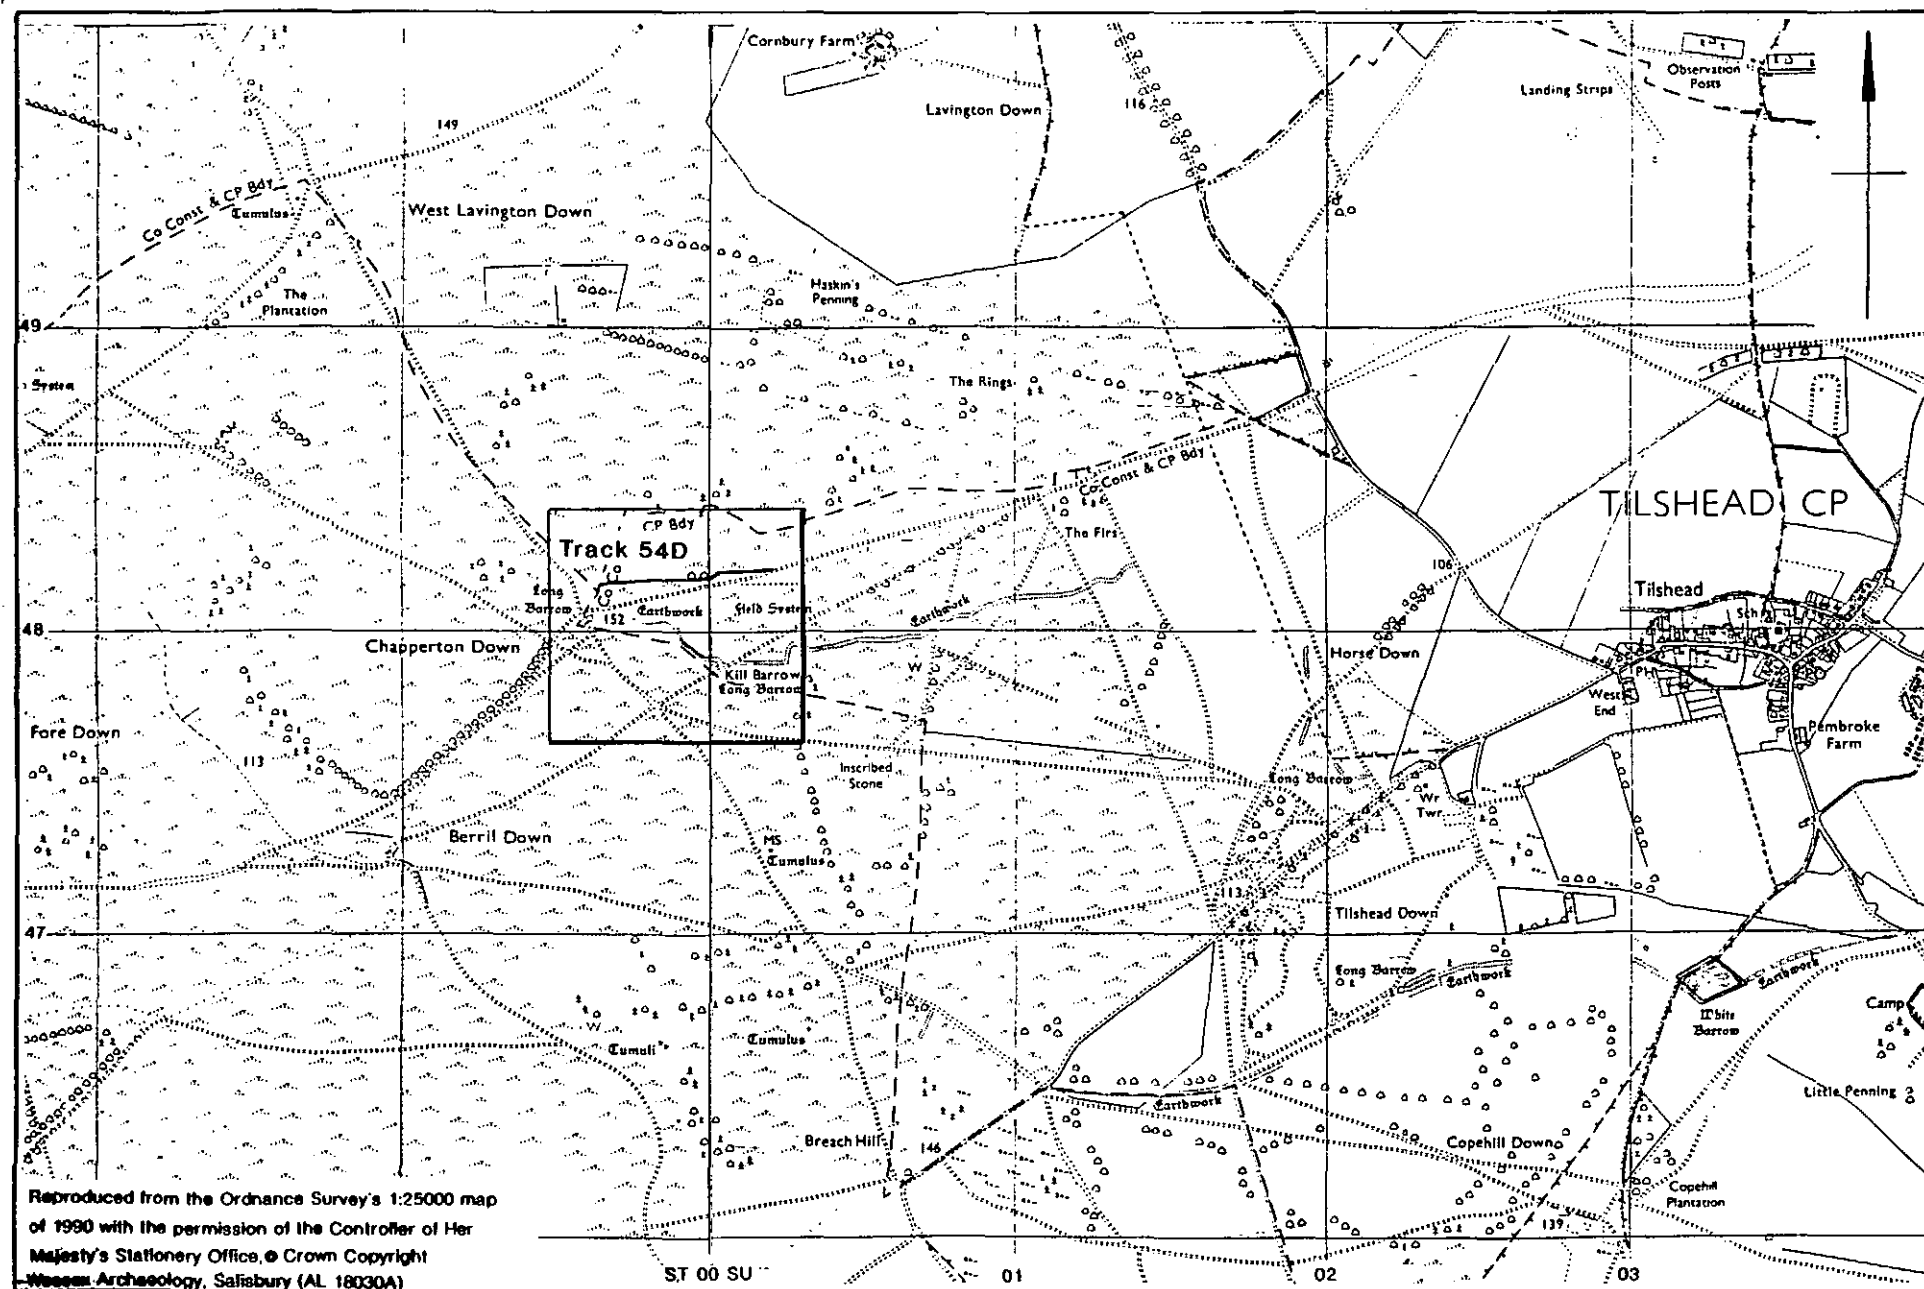 Cornbury Farm
Observation
Posts
Landing Strips
116
Lavington Down
149
Co Const & CP Bdy
Tumulus
West Lavington Down
The
Plantation
Haskin's
Penning
49
System
The Rings
Co Const & CP Bdy
TILSHEAD CP
CP Bdy
Track 54D
The Firs
106
Long
Barrow
152
Earthwork
Field System
Earthwork
Tilshead
Sch
48
Chapperton Down
Horse Down
W
Kill Barrow
Long Barrow
PH
West
End
Fore Down
Pembroke
Farm
113
Inscribed
Stone
Long Barrow
Wr
Twr
Berril Down
MS
Tumulus
113
Tilshead Down
47
Long Barrow
Earthwork
Earthwork
W
White
Barrow
Camp
Tumuli
Tumulus
Earthwork
Little Penning
Breach Hill
146
Copehill Down
Copehill
Plantation
139
Reproduced from the Ordnance Survey's 1:25000 map
of 1990 with the permission of the Controller of Her
Majesty's Stationery Office, © Crown Copyright
Wessex Archaeology, Salisbury (AL 18030A)
ST 00 SU
01
02
03